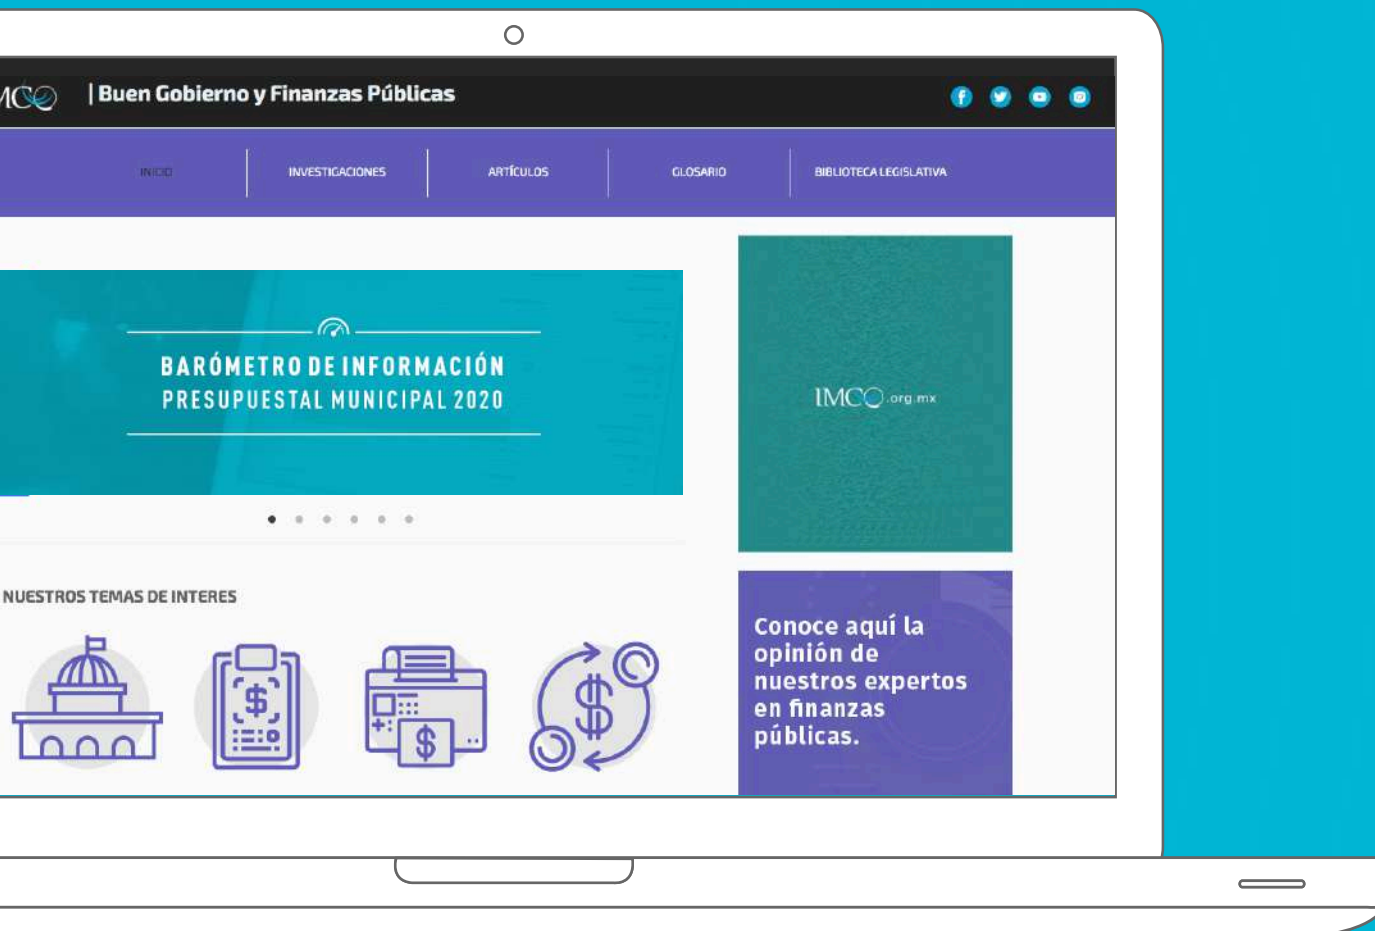 IMCO | Buen Gobierno y Finanzas Públicas
INICIO
INVESTIGACIONES
ARTÍCULOS
GLOSARIO
BIBLIOTECA LEGISLATIVA
BARÓMETRO DE INFORMACIÓN
PRESUPUESTAL MUNICIPAL 2020
IMCO.org.mx
NUESTROS TEMAS DE INTERES
Conoce aquí la
opinión de
nuestros expertos
en finanzas
públicas.